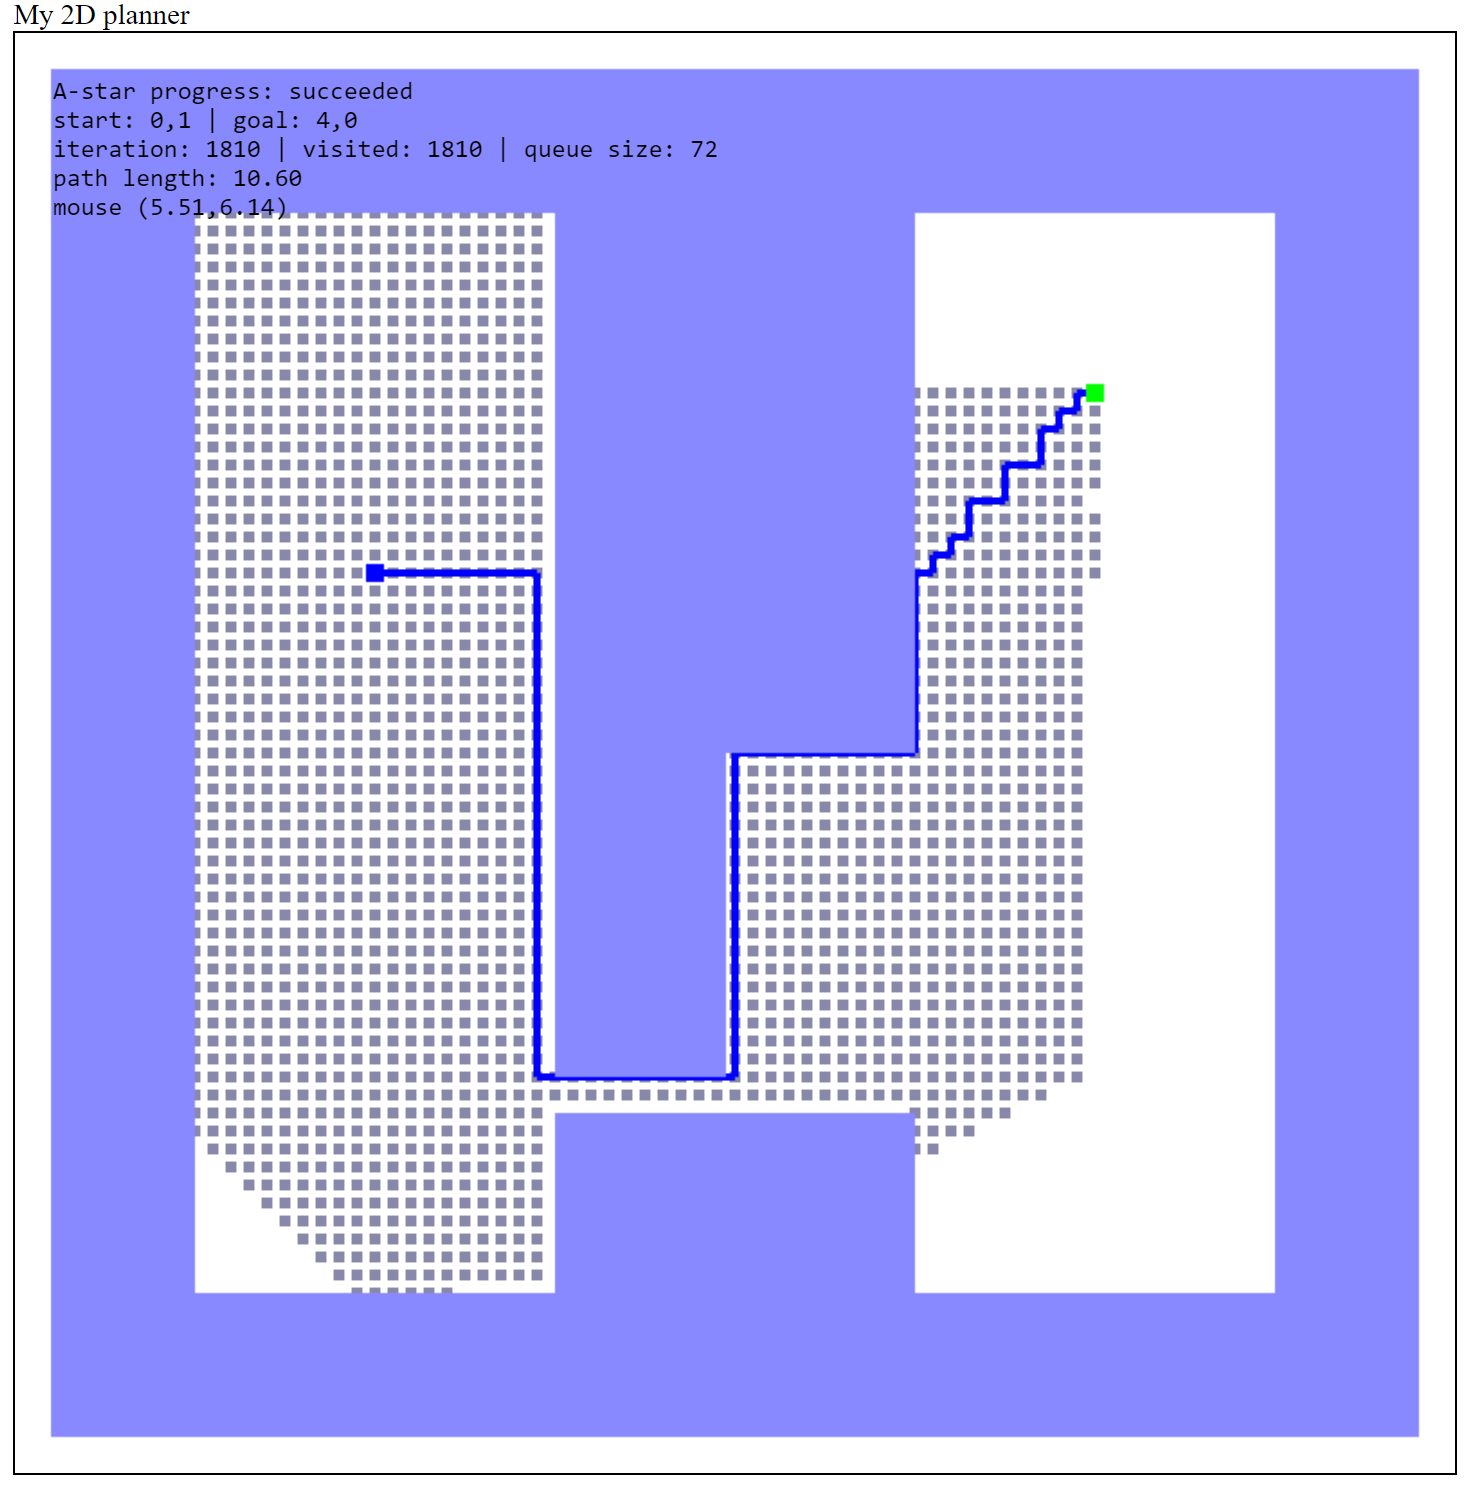 My 2D planner
A-star progress: succeeded
start: 0,1 | goal: 4,0
iteration: 1810 | visited: 1810 | queue size: 72
path length: 10.60
mouse (5.51,6.14)